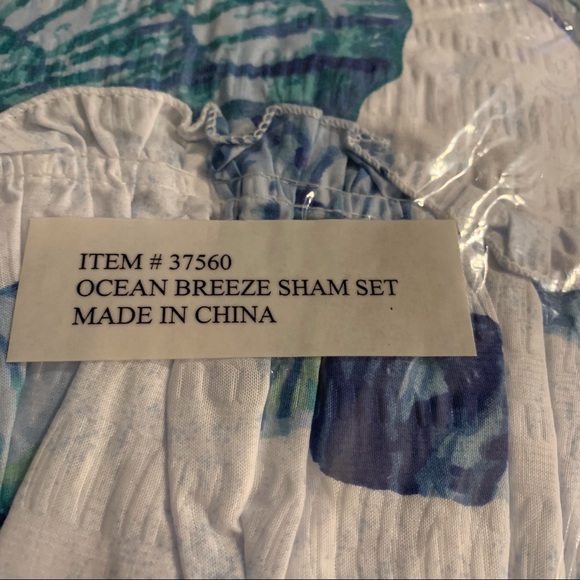 ITEM # 37560
OCEAN BREEZE SHAM SET
MADE IN CHINA